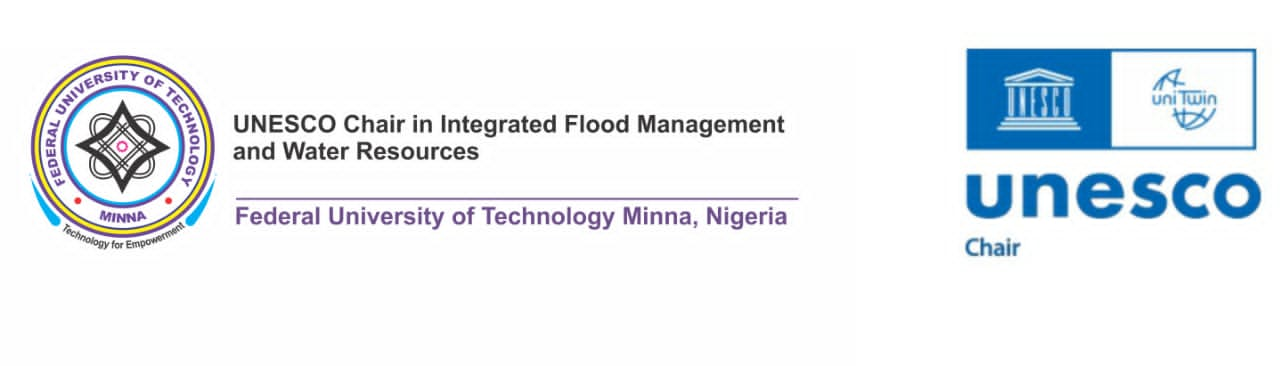 FEDERAL UNIVERSITY OF TECHNOLOGY
MINNA
Technology for Empowerment
UNESCO Chair in Integrated Flood Management
and Water Resources
Federal University of Technology Minna, Nigeria
UNESCO
uniTwin
unesco
Chair